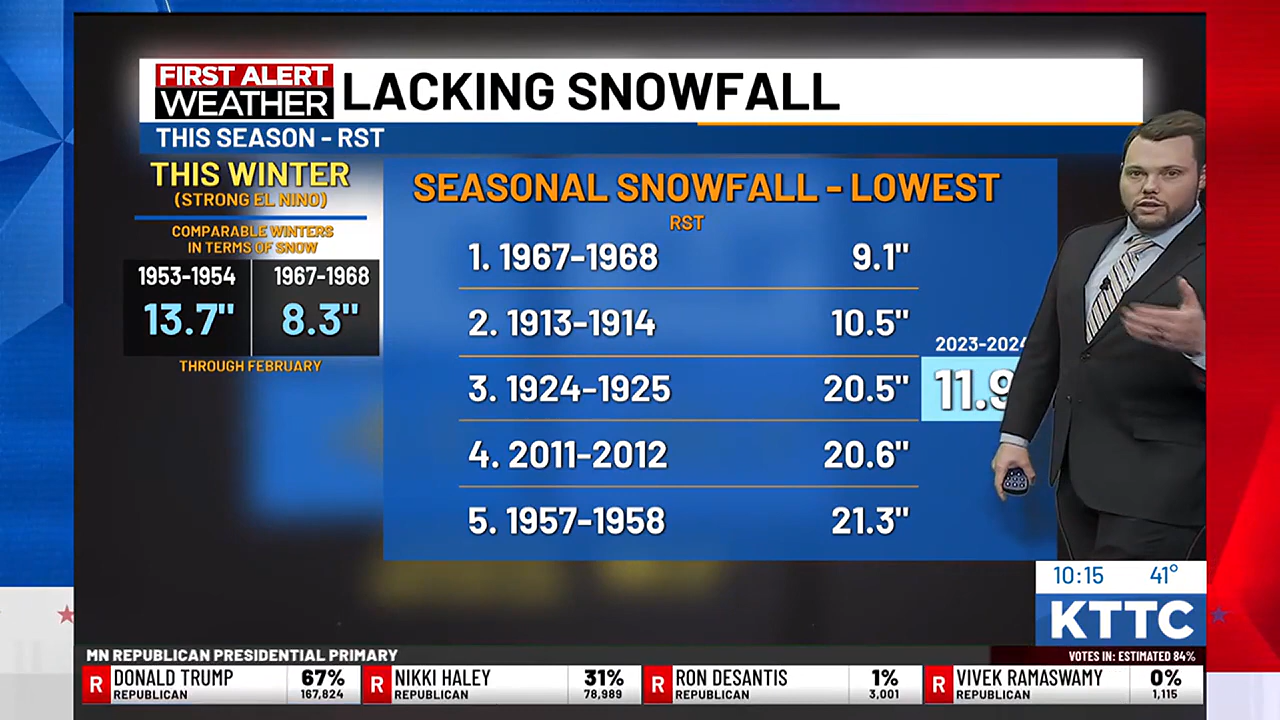 FIRST ALERT
WEATHER
LACKING SNOWFALL
THIS SEASON - RST
THIS WINTER
(STRONG EL NINO)
COMPARABLE WINTERS
IN TERMS OF SNOW
1953-1954 1967-1968
13.7" 8.3"
THROUGH FEBRUARY
SEASONAL SNOWFALL - LOWEST
RST
1. 1967-1968 9.1"
2. 1913-1914 10.5"
2023-2024
3. 1924-1925 20.5" 11.9
4. 2011-2012 20.6"
5. 1957-1958 21.3"
10:15 41°
KTTC
MN REPUBLICAN PRESIDENTIAL PRIMARY VOTES IN: ESTIMATED 84%
R DONALD TRUMP 67% R NIKKI HALEY 31% R RON DESANTIS 1% R VIVEK RAMASWAMY 0%
REPUBLICAN 167,824 REPUBLICAN 78,989 REPUBLICAN 3,001 REPUBLICAN 1,115